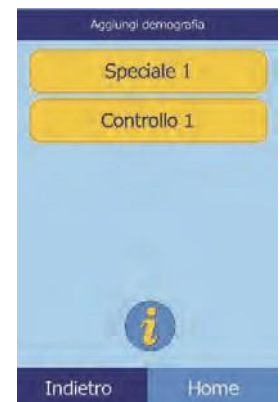 Aggiungi demografia
Speciale 1
Controllo 1
i
Indietro Home